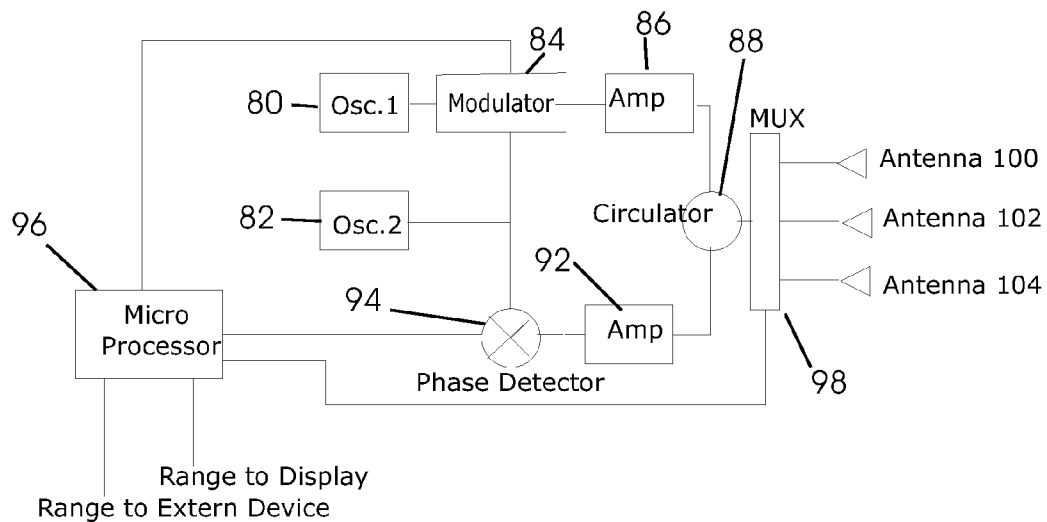 84
86
88
80
Osc.1
Modulator
Amp
MUX
Antenna 100
82
Osc.2
Circulator
Antenna 102
96
92
Antenna 104
94
Micro
Processor
Amp
Phase Detector
98
Range to Display
Range to Extern Device